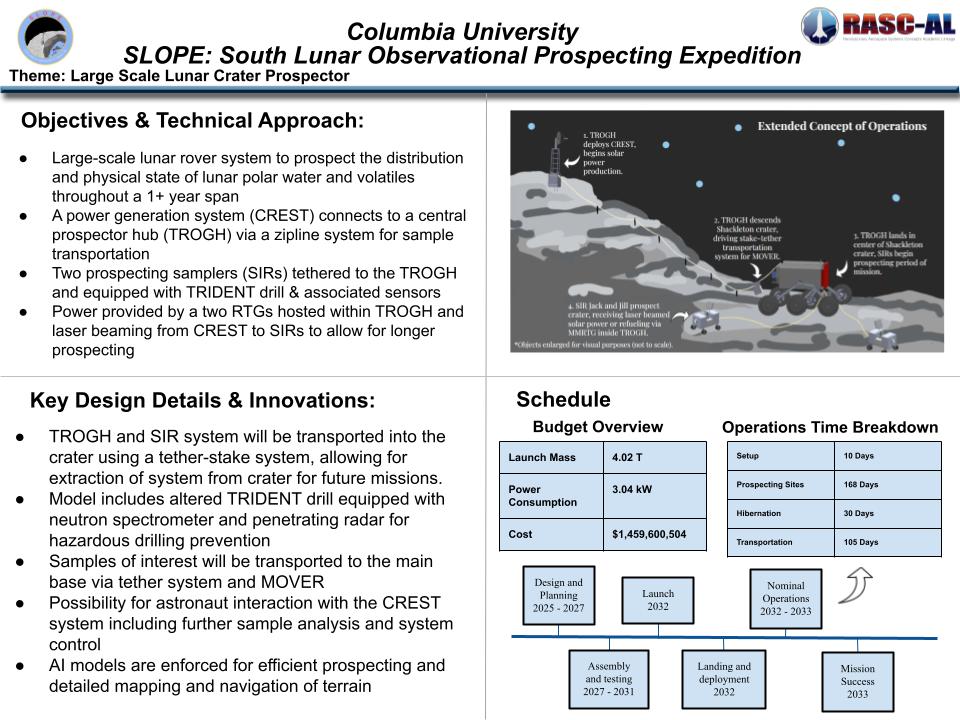 SLOPE
Columbia University
SLOPE: South Lunar Observational Prospecting Expedition
RASC-AL
Theme: Large Scale Lunar Crater Prospector
Objectives & Technical Approach:
● Large-scale lunar rover system to prospect the distribution
and physical state of lunar polar water and volatiles
throughout a 1+ year span
● A power generation system (CREST) connects to a central
prospector hub (TROGH) via a zipline system for sample
transportation
● Two prospecting samplers (SIRs) tethered to the TROGH
and equipped with TRIDENT drill & associated sensors
● Power provided by a two RTGs hosted within TROGH and
laser beaming from CREST to SIRs to allow for longer
prospecting
Extended Concept of Operations
1. TROGH
deploys CREST,
begins solar
power
production.
2. TROGH descends
Shackleton crater,
driving stake-tether
transportation
system for MOVER.
3. TROGH lands in
center of Shackleton
crater, SIRs begin
prospecting period of
mission.
4. SIR Jack and Jill prospect
crater, receiving laser beamed
solar power or refueling via
MMRTG inside TROGH.
*Objects enlarged for visual purposes (not to scale).
Key Design Details & Innovations:
● TROGH and SIR system will be transported into the
crater using a tether-stake system, allowing for
extraction of system from crater for future missions.
● Model includes altered TRIDENT drill equipped with
neutron spectrometer and penetrating radar for
hazardous drilling prevention
● Samples of interest will be transported to the main
base via tether system and MOVER
● Possibility for astronaut interaction with the CREST
system including further sample analysis and system
control
● AI models are enforced for efficient prospecting and
detailed mapping and navigation of terrain
Schedule
Budget Overview
Launch Mass 4.02 T
Power
Consumption 3.04 kW
Cost $1,459,600,504
Operations Time Breakdown
Setup 10 Days
Prospecting Sites 168 Days
Hibernation 30 Days
Transportation 105 Days
Design and
Planning
2025 - 2027
Launch
2032
Nominal
Operations
2032 - 2033
Assembly
and testing
2027 - 2031
Landing and
deployment
2032
Mission
Success
2033